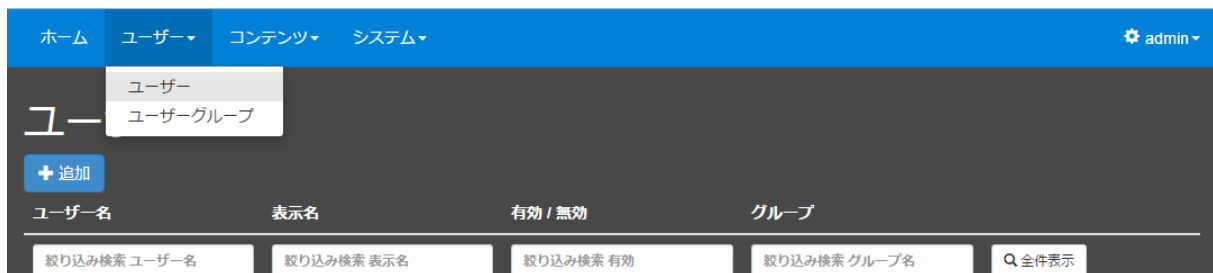 ホーム ユーザー コンテンツ システム admin
ユーザー
ユーザーグループ
ユー
追加
ユーザー名 表示名 有効 / 無効 グループ
絞り込み検索 ユーザー名 絞り込み検索 表示名 絞り込み検索 有効 絞り込み検索 グループ名 全件表示